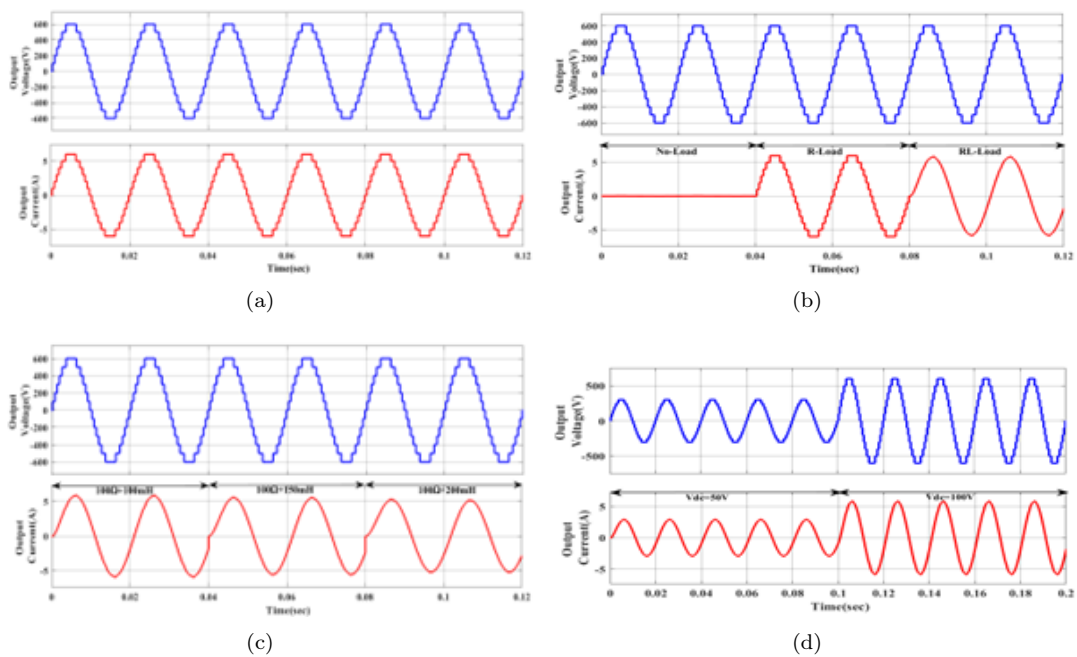 600
400
200
0
-200
-400
-600
Output
Voltage(V)
5
0
-5
Output
Current(A)
0 0.02 0.04 0.06 0.08 0.1 0.12
Time(sec)
(a)
600
400
200
0
-200
-400
-600
Output
Voltage(V)
No-Load R-Load RL-Load
5
0
-5
Output
Current(A)
0 0.02 0.04 0.06 0.08 0.1 0.12
Time(sec)
(b)
600
400
200
0
-200
-400
-600
Output
Voltage(V)
100Ω+100mH 100Ω+150mH 100Ω+200mH
5
0
-5
Output
Current(A)
0 0.02 0.04 0.06 0.08 0.1 0.12
Time(sec)
(c)
500
0
-500
Output
Voltage(V)
Vdc=50V Vdc=100V
5
0
-5
Output
Current(A)
0 0.02 0.04 0.06 0.08 0.1 0.12 0.14 0.16 0.18 0.2
Time(sec)
(d)